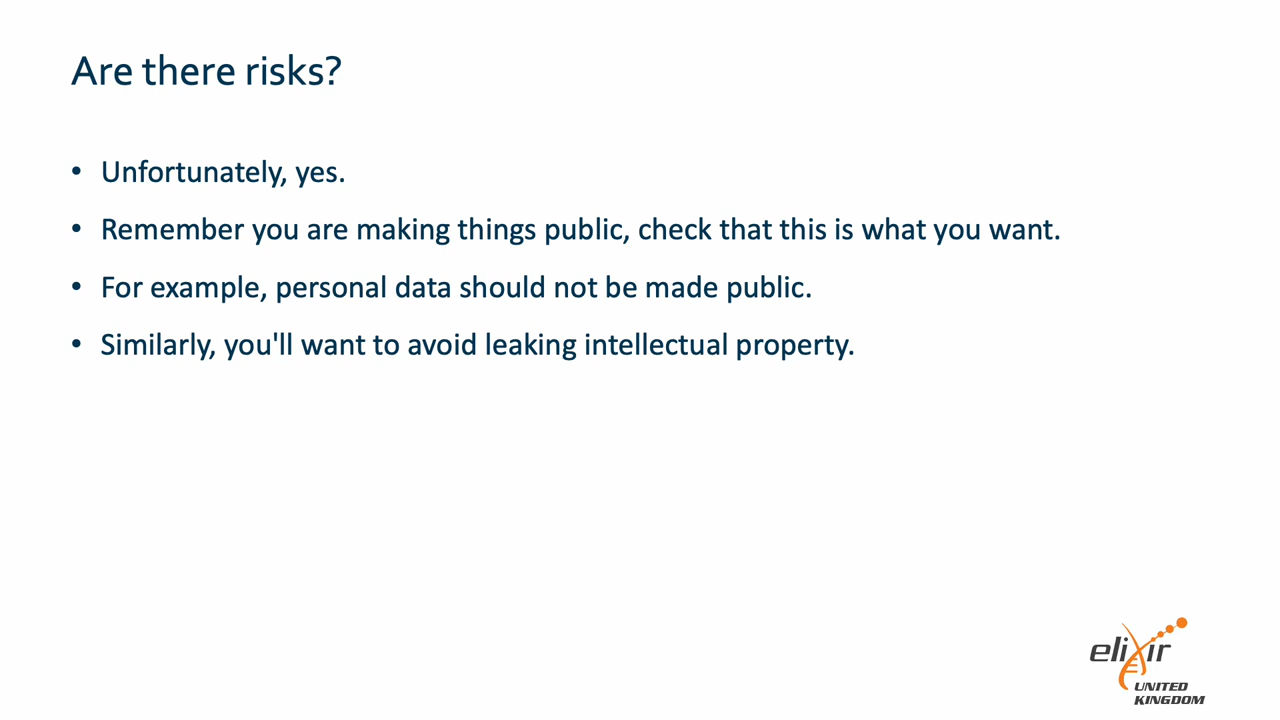 Are there risks?
• Unfortunately, yes.
• Remember you are making things public, check that this is what you want.
• For example, personal data should not be made public.
• Similarly, you'll want to avoid leaking intellectual property.
elixir
UNITED
KINGDOM